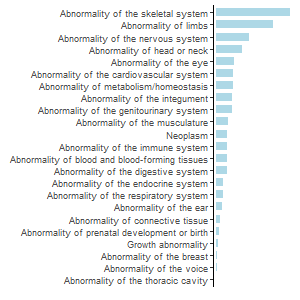 Abnormality of the skeletal system
Abnormality of limbs
Abnormality of the nervous system
Abnormality of head or neck
Abnormality of the eye
Abnormality of the cardiovascular system
Abnormality of metabolism/homeostasis
Abnormality of the integument
Abnormality of the genitourinary system
Abnormality of the musculature
Neoplasm
Abnormality of the immune system
Abnormality of blood and blood-forming tissues
Abnormality of the digestive system
Abnormality of the endocrine system
Abnormality of the respiratory system
Abnormality of the ear
Abnormality of connective tissue
Abnormality of prenatal development or birth
Growth abnormality
Abnormality of the breast
Abnormality of the voice
Abnormality of the thoracic cavity